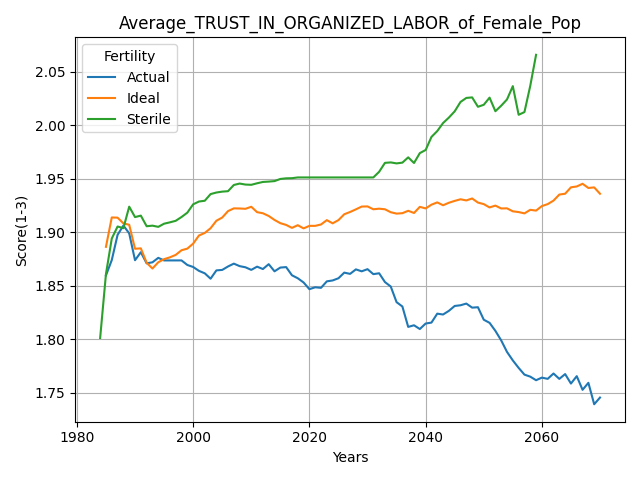 Average_TRUST_IN_ORGANIZED_LABOR_of_Female_Pop
Fertility
Actual
Ideal
Sterile
Score(1-3)
2.05
2.00
1.95
1.90
1.85
1.80
1.75
1980
2000
2020
2040
2060
Years